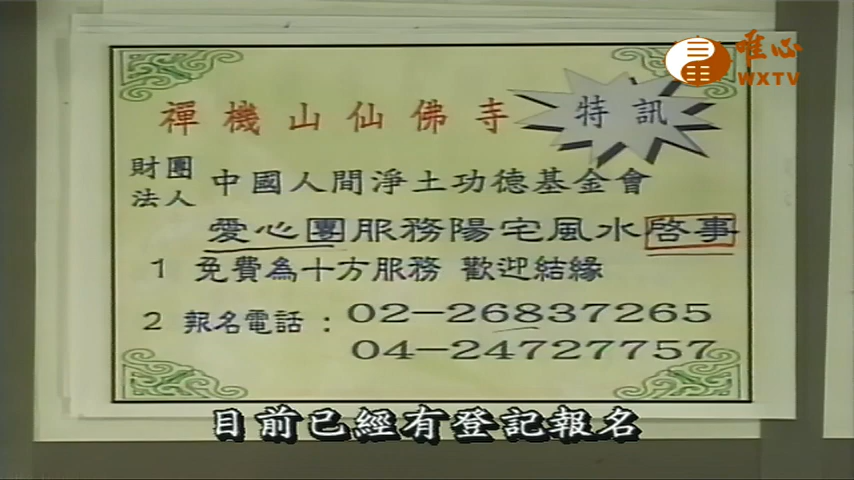 唯心
WXTV
禪機山仙佛寺
特訊
財團法人 中國人間淨土功德基金會
愛心團服務陽宅風水啓事
1 免費為十方服務 歡迎結緣
2 報名電話：02-26837265
04-24727757
目前已經有登記報名